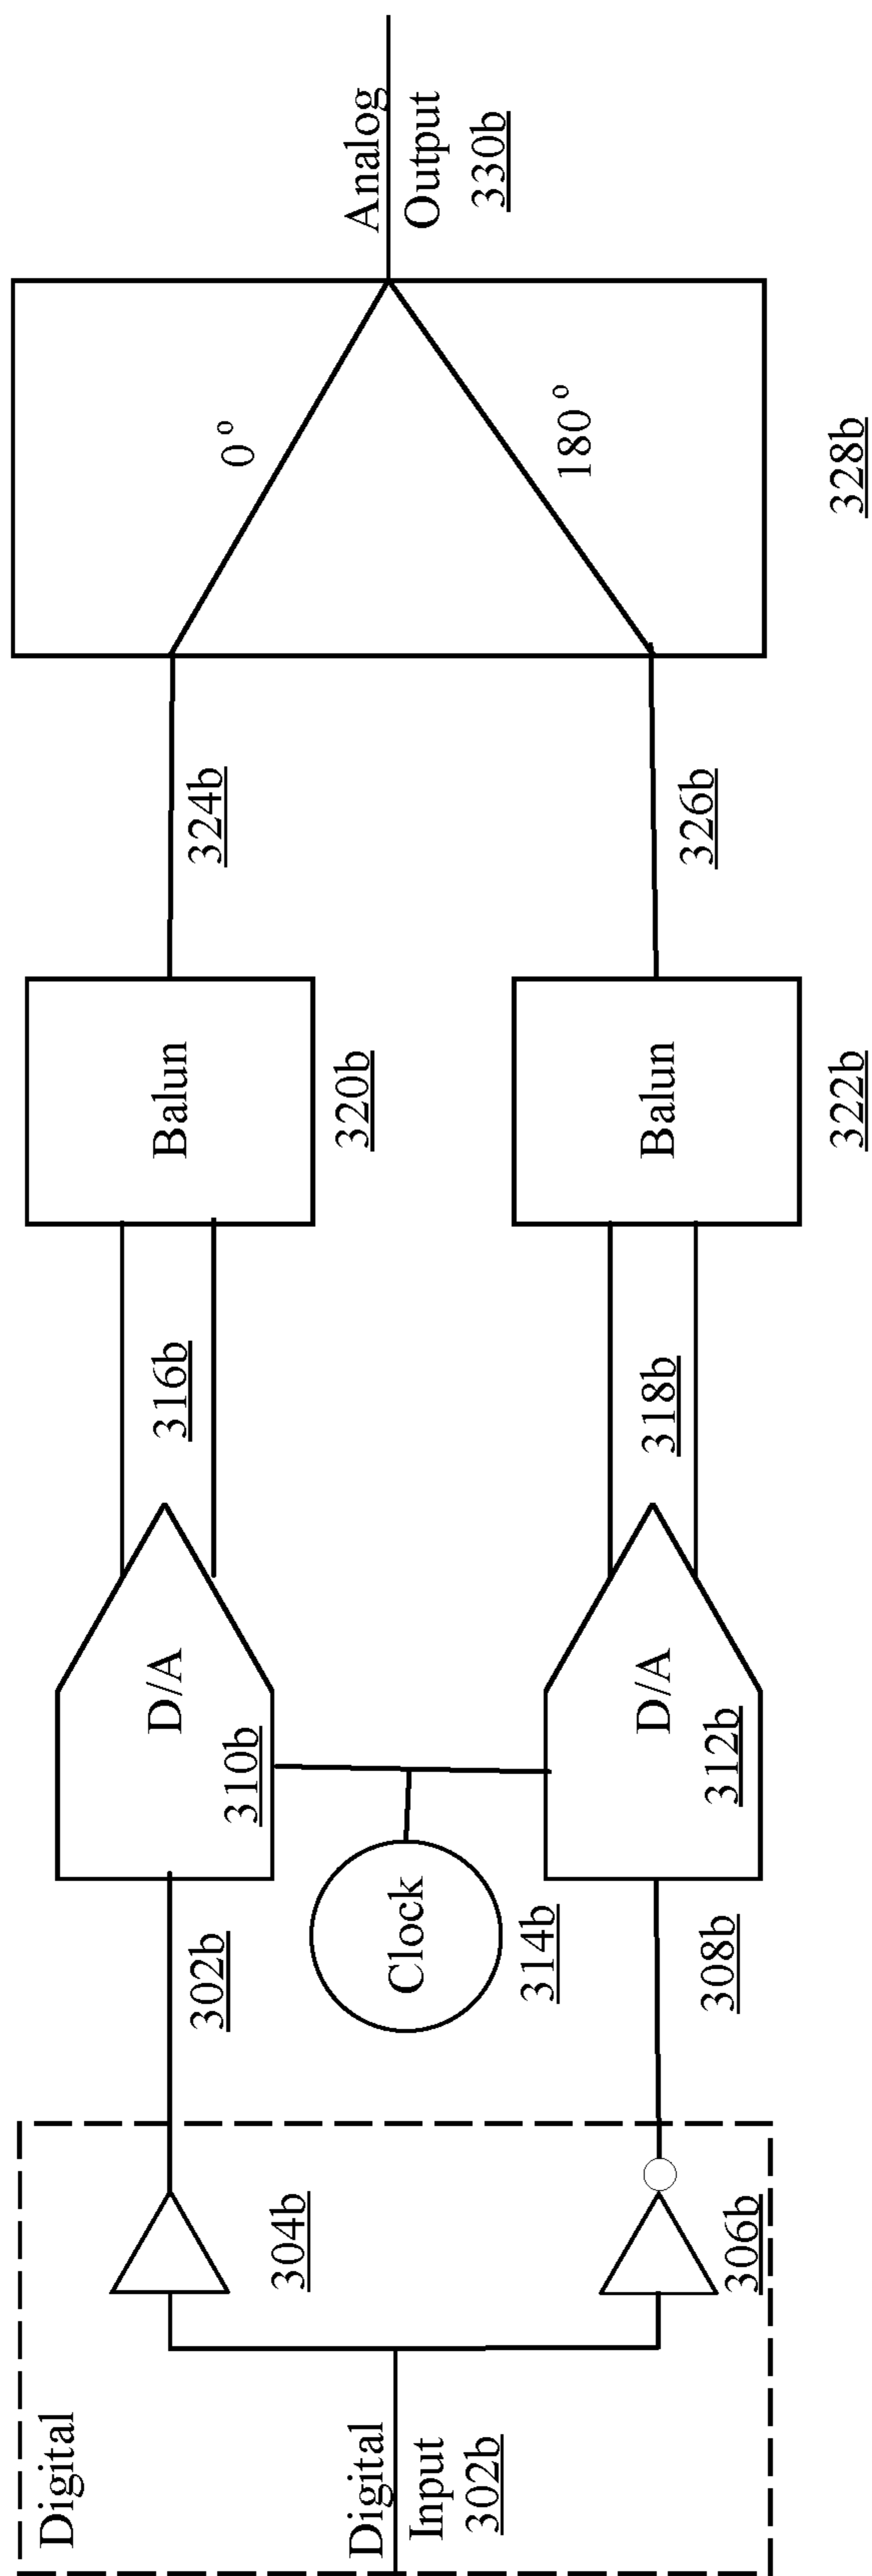 Digital
Digital
Input
302b
304b
306b
302b
308b
Clock
314b
D/A
310b
D/A
312b
316b
318b
Balun
320b
Balun
322b
324b
326b
0°
180°
328b
Analog
Output
330b